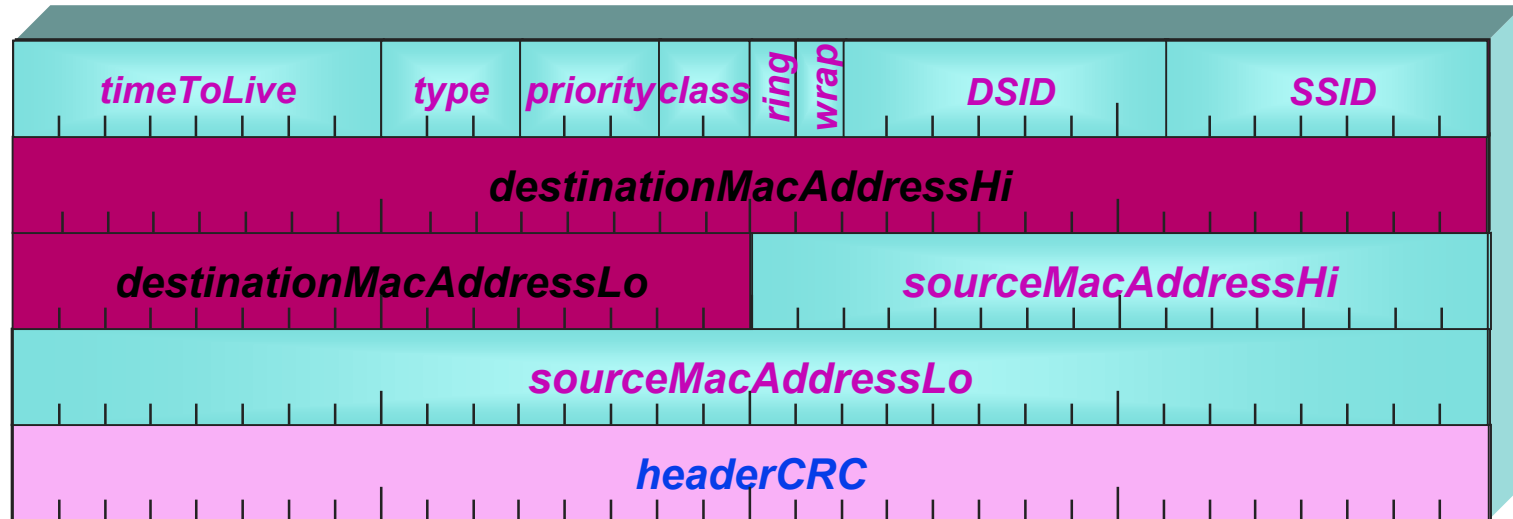 timeToLive type priority class ring wrap DSID SSID
destinationMacAddressHi
destinationMacAddressLo sourceMacAddressHi
sourceMacAddressLo
headerCRC